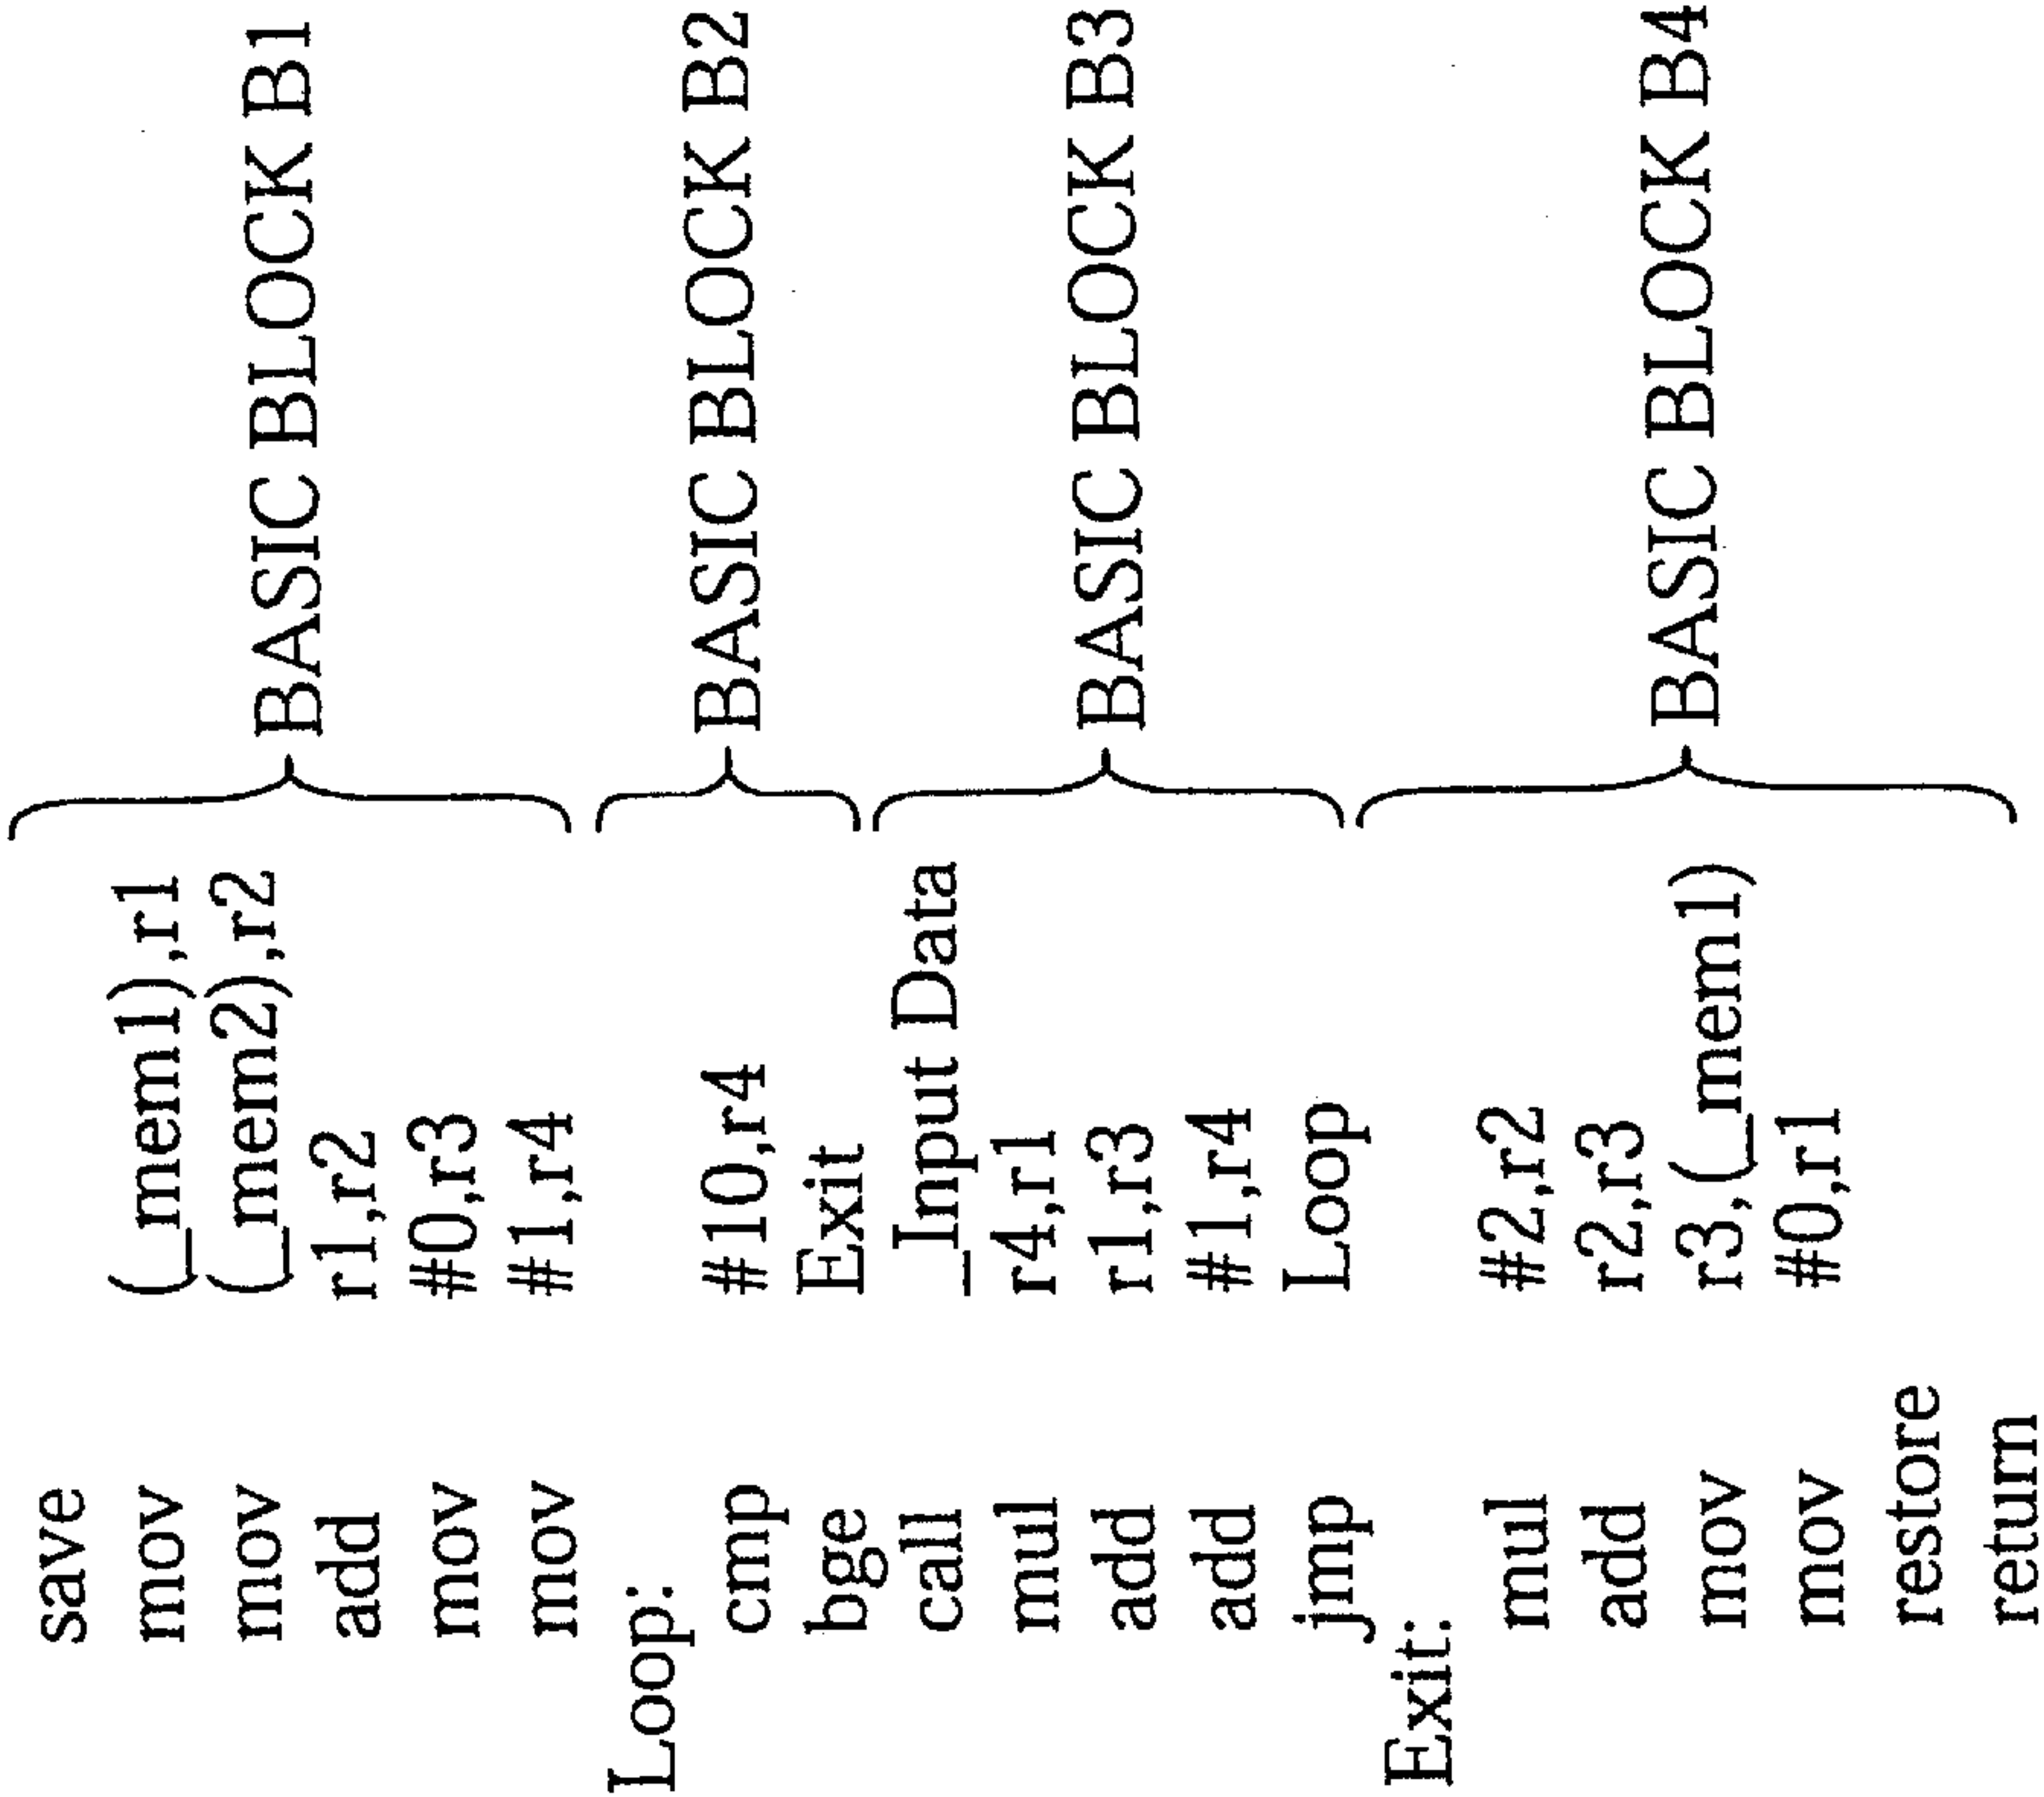 save
mov (_mem1),r1
mov (_mem2),r2
add r1,r2
mov #0,r3
mov #1,r4
BASIC BLOCK B1
Loop:
cmp #10,r4
bge Exit
BASIC BLOCK B2
call _Input Data
mul r4,r1
add r1,r3
add #1,r4
jmp Loop
BASIC BLOCK B3
Exit:
mul #2,r2
add r2,r3
mov r3,(_mem1)
mov #0,r1
restore
return
BASIC BLOCK B4